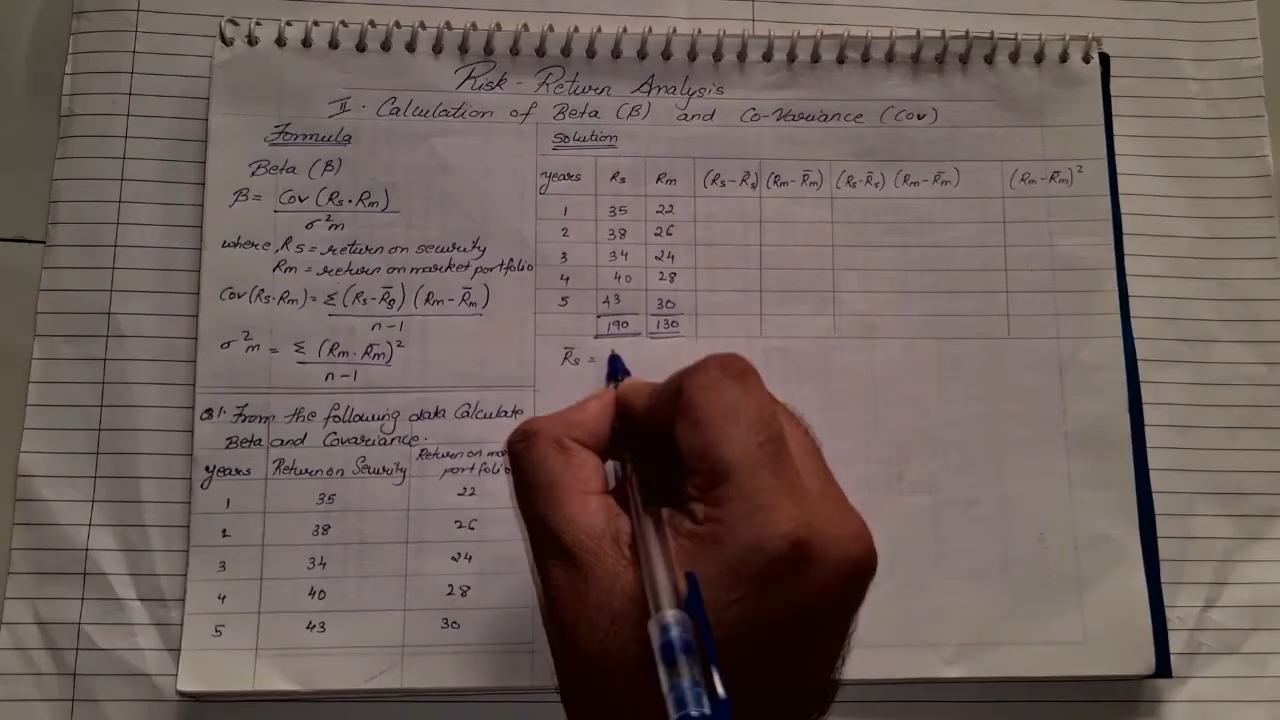 Risk-Return Analysis
II. Calculation of Beta (β) and Co-Variance (Cov)
Formula
Beta (β)
β = Cov (Rs.Rm)
σ²m
where, Rs = return on security
Rm = return on market portfolio
Cov (Rs.Rm) = Σ (Rs-R̄s) (Rm-R̄m)
n-1
σ²m = Σ (Rm.R̄m)²
n-1
Q1. From the following data Calculate
Beta and Covariance.
years Return on Security Return on
portfolio
1 35 22
2 38 26
3 34 24
4 40 28
5 43 30
Solution
years Rs Rm (Rs-R̄s) (Rm-R̄m) (Rs-R̄s) (Rm-R̄m) (Rm-R̄m)²
1 35 22
2 38 26
3 34 24
4 40 28
5 43 30
190 130
R̄s =